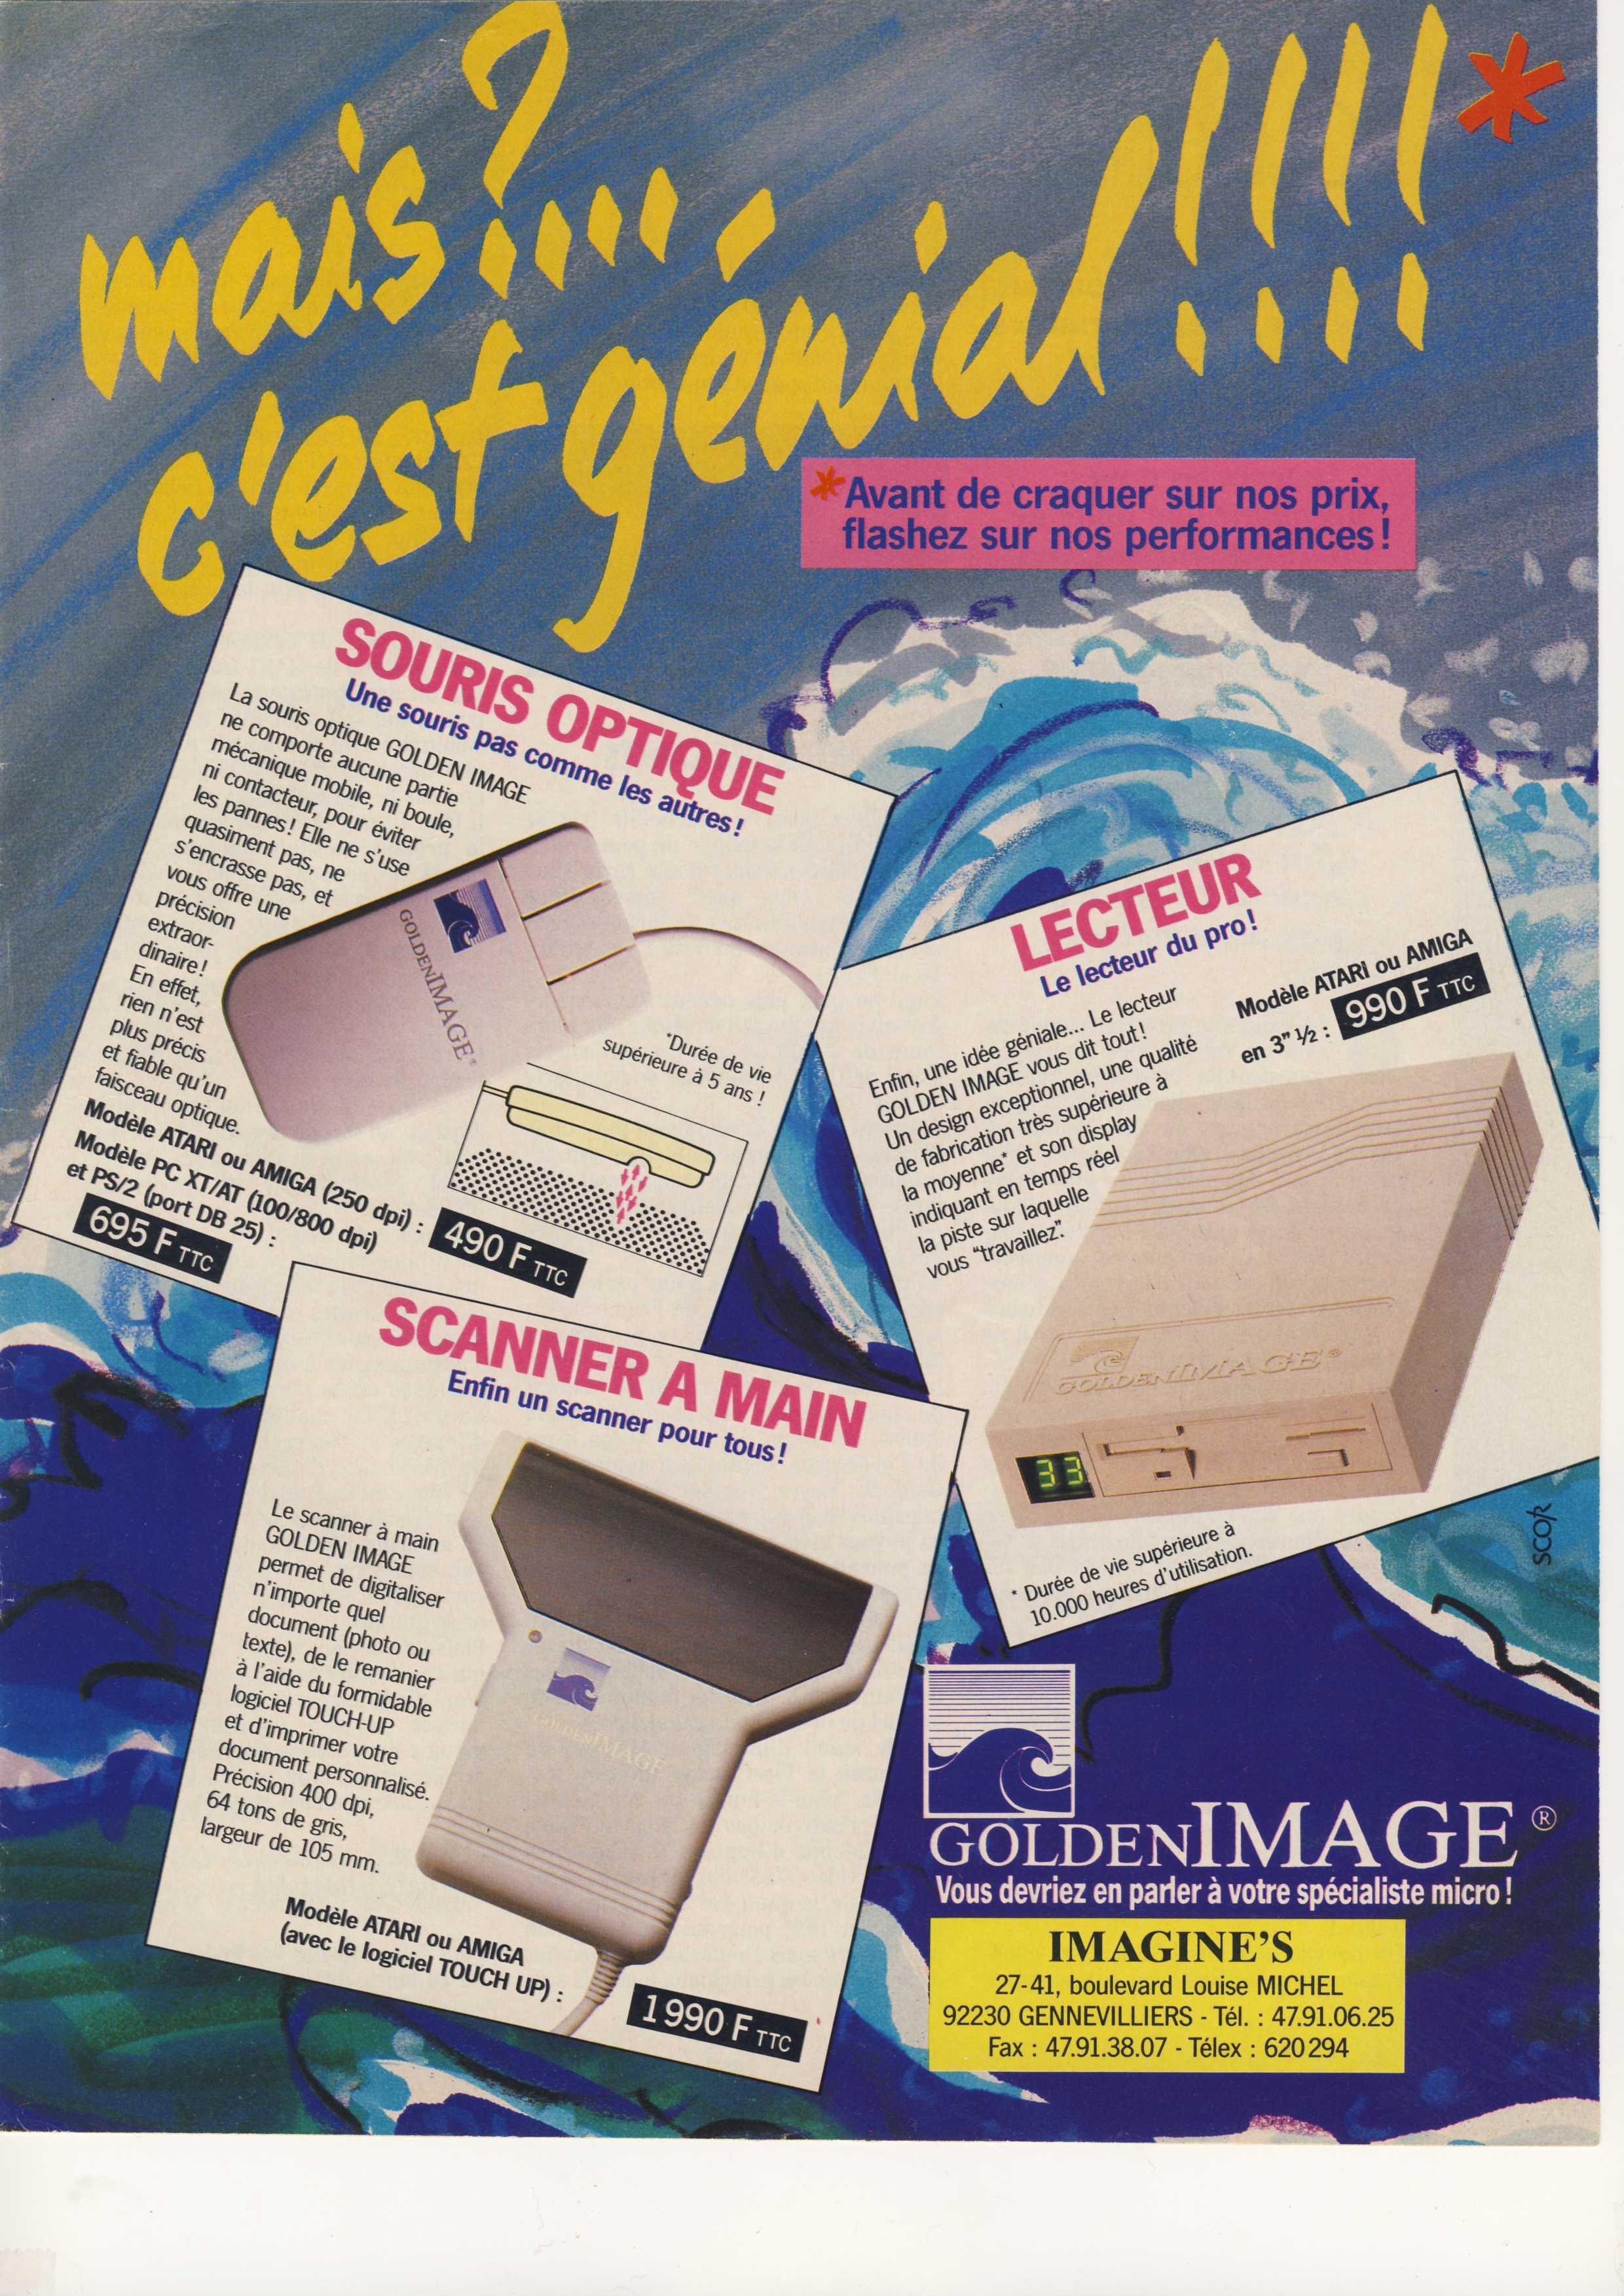 mais?....
c'est génial!!!!*
*Avant de craquer sur nos prix,
flashez sur nos performances!
SOURIS OPTIQUE
Une souris pas comme les autres!
La souris optique GOLDEN IMAGE
ne comporte aucune partie
mécanique mobile, ni boule,
ni contacteur, pour éviter
les pannes! Elle ne s'use
quasiment pas, ne
s'encrasse pas, et
vous offre une
précision
extraor-
dinaire!
En effet,
rien n'est
plus précis
et fiable qu'un
faisceau optique.
GOLDENIMAGE®
*Durée de vie
supérieure à 5 ans !
Modèle ATARI ou AMIGA (250 dpi) : 490 F TTC
Modèle PC XT/AT (100/800 dpi)
et PS/2 (port DB 25) :
695 F TTC
LECTEUR
Le lecteur du pro!
Enfin, une idée géniale... Le lecteur
GOLDEN IMAGE vous dit tout!
Un design exceptionnel, une qualité
de fabrication très supérieure à
la moyenne* et son display
indiquant en temps réel
la piste sur laquelle
vous "travaillez".
Modèle ATARI ou AMIGA
en 3" ½ : 990 F TTC
GOLDENIMAGE®
33
* Durée de vie supérieure à
10.000 heures d'utilisation.
SCOR
SCANNER A MAIN
Enfin un scanner pour tous!
Le scanner à main
GOLDEN IMAGE
permet de digitaliser
n'importe quel
document (photo ou
texte), de le remanier
à l'aide du formidable
logiciel TOUCH-UP
et d'imprimer votre
document personnalisé.
Précision 400 dpi,
64 tons de gris,
largeur de 105 mm.
GOLDENIMAGE
Modèle ATARI ou AMIGA
(avec le logiciel TOUCH UP) :
1990 F TTC
GOLDENIMAGE®
Vous devriez en parler à votre spécialiste micro!
IMAGINE'S
27-41, boulevard Louise MICHEL
92230 GENNEVILLIERS - Tél. : 47.91.06.25
Fax : 47.91.38.07 - Télex : 620294